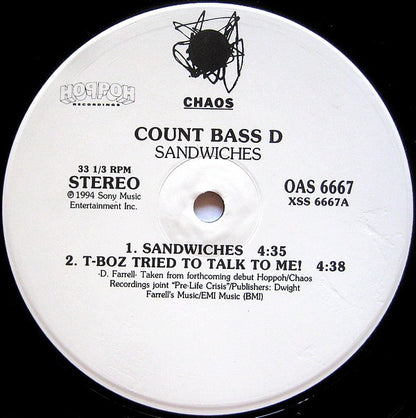 CHAOS
HOPPOH
RECORDINGS
COUNT BASS D
SANDWICHES
33 1/3 RPM
STEREO
℗1994 Sony Music
Entertainment Inc.
OAS 6667
XSS 6667A
1. SANDWICHES 4:35
2. T-BOZ TRIED TO TALK TO ME! 4:38
-D. Farrell- Taken from forthcoming debut Hoppoh/Chaos
Recordings joint "Pre-Life Crisis"/Publishers: Dwight
Farrell's Music/EMI Music (BMI)